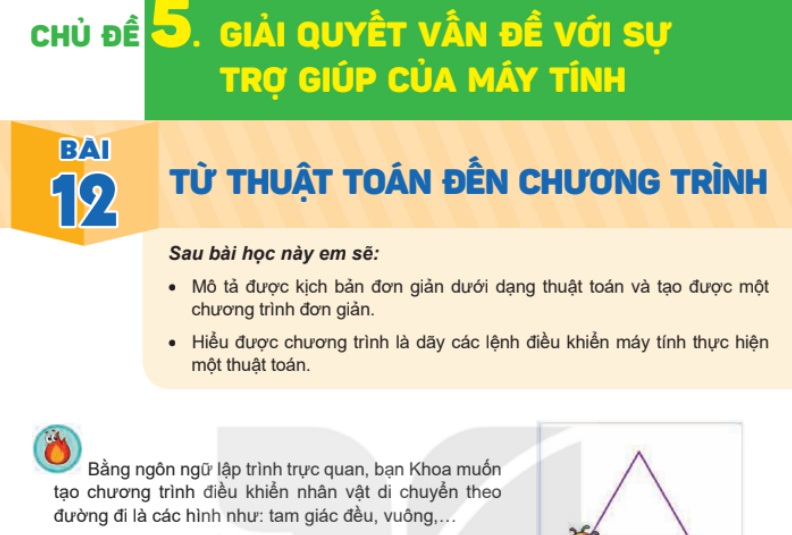 CHỦ ĐỀ 5. GIẢI QUYẾT VẤN ĐỀ VỚI SỰ
TRỢ GIÚP CỦA MÁY TÍNH
BÀI
12
TỪ THUẬT TOÁN ĐẾN CHƯƠNG TRÌNH
Sau bài học này em sẽ:
• Mô tả được kịch bản đơn giản dưới dạng thuật toán và tạo được một
chương trình đơn giản.
• Hiểu được chương trình là dãy các lệnh điều khiển máy tính thực hiện
một thuật toán.
Bằng ngôn ngữ lập trình trực quan, bạn Khoa muốn
tạo chương trình điều khiển nhân vật di chuyển theo
đường đi là các hình như: tam giác đều, vuông,...